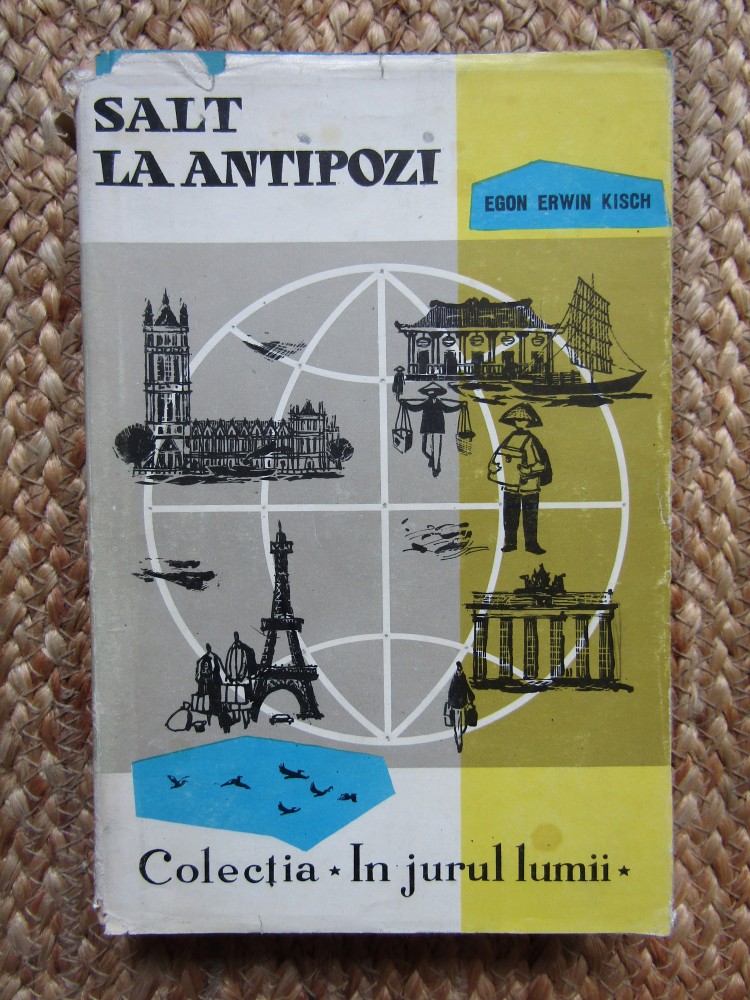 SALT
LA ANTIPOZI
EGON ERWIN KISCH
Colecția ★ In jurul lumii ★